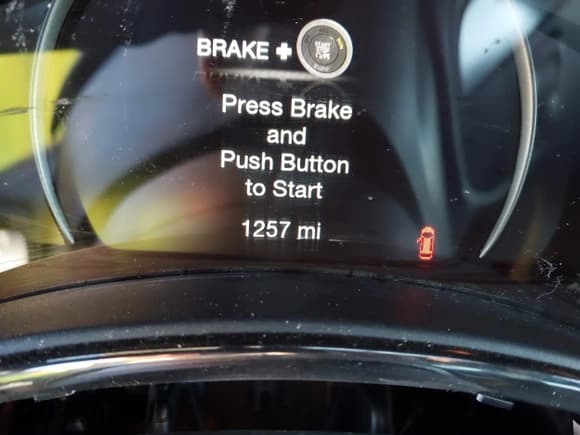 BRAKE +
Press Brake
and
Push Button
to Start
1257 mi